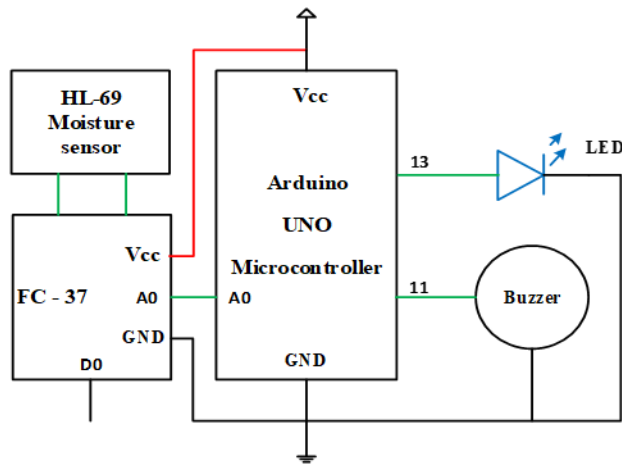 HL-69
Moisture
sensor
Vcc
FC - 37
A0
GND
D0
Vcc
Arduino
UNO
Microcontroller
A0
GND
13
LED
11
Buzzer